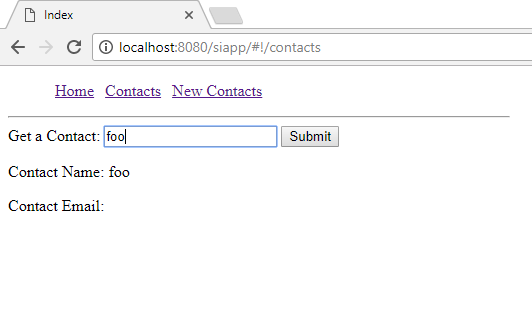 Index
localhost:8080/siapp/#!/contacts
Home Contacts New Contacts
Get a Contact: foo Submit
Contact Name: foo
Contact Email: